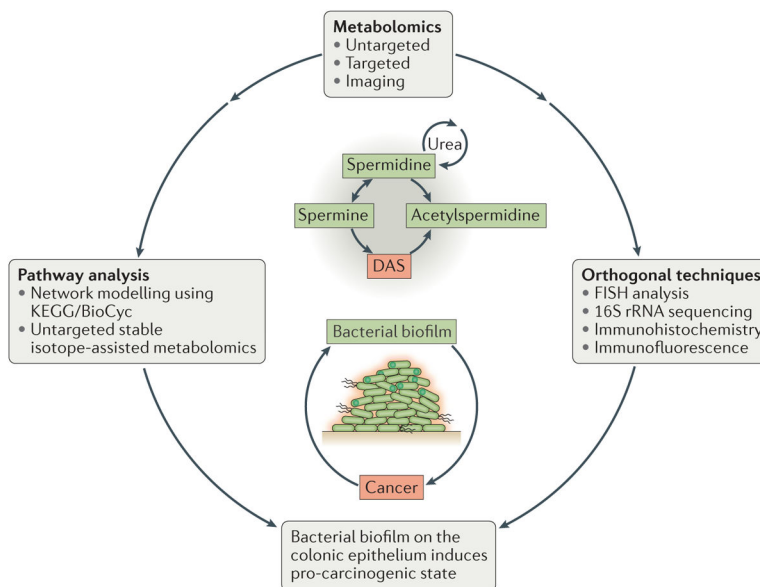 Metabolomics
• Untargeted
• Targeted
• Imaging
Urea
Spermidine
Spermine
Acetylspermidine
DAS
Pathway analysis
• Network modelling using
KEGG/BioCyc
• Untargeted stable
isotope-assisted metabolomics
Orthogonal techniques
• FISH analysis
• 16S rRNA sequencing
• Immunohistochemistry
• Immunofluorescence
Bacterial biofilm
Cancer
Bacterial biofilm on the
colonic epithelium induces
pro-carcinogenic state